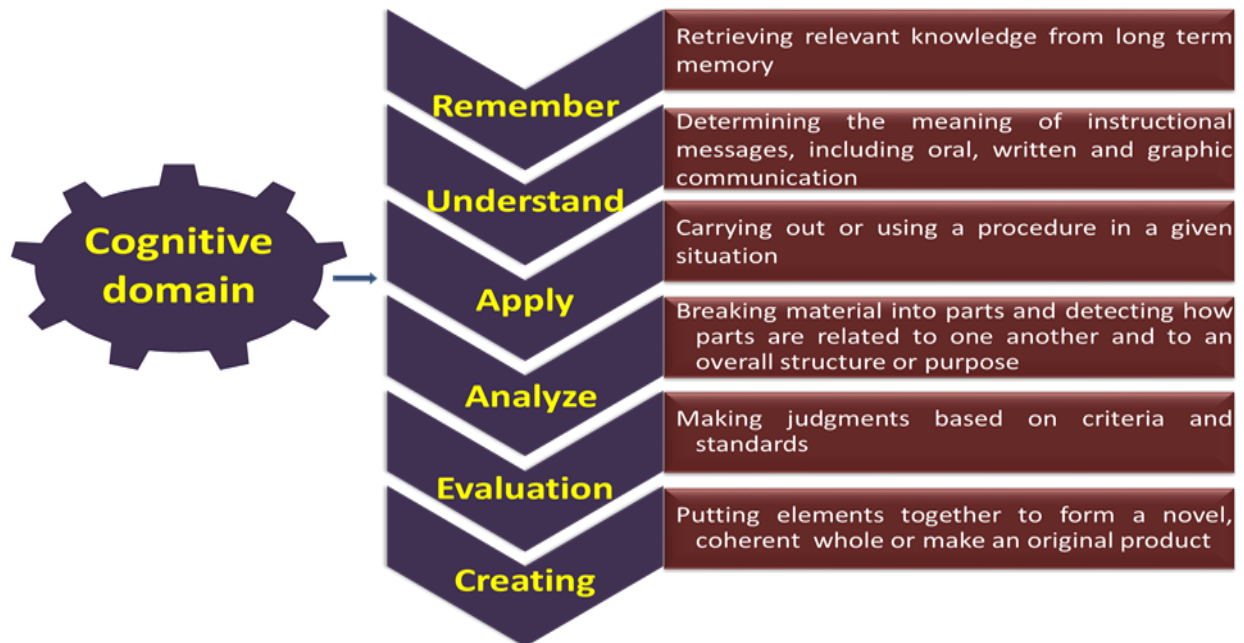 Cognitive
domain
Remember
Retrieving relevant knowledge from long term
memory
Understand
Determining the meaning of instructional
messages, including oral, written and graphic
communication
Apply
Carrying out or using a procedure in a given
situation
Analyze
Breaking material into parts and detecting how
parts are related to one another and to an
overall structure or purpose
Evaluation
Making judgments based on criteria and
standards
Creating
Putting elements together to form a novel,
coherent whole or make an original product